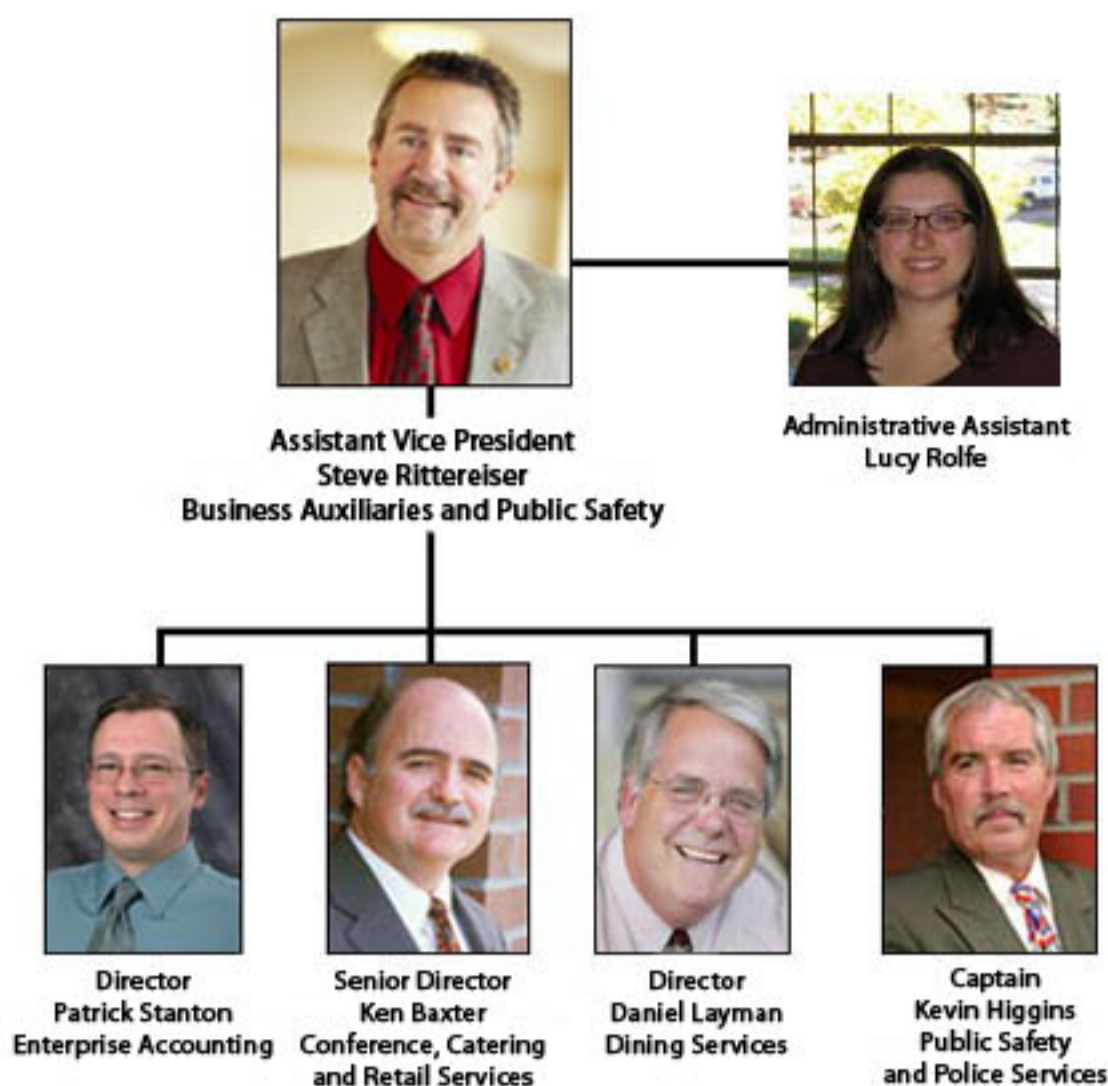 Assistant Vice President
Steve Rittereiser
Business Auxiliaries and Public Safety
Administrative Assistant
Lucy Rolfe
Director
Patrick Stanton
Enterprise Accounting
Senior Director
Ken Baxter
Conference, Catering
and Retail Services
Director
Daniel Layman
Dining Services
Captain
Kevin Higgins
Public Safety
and Police Services